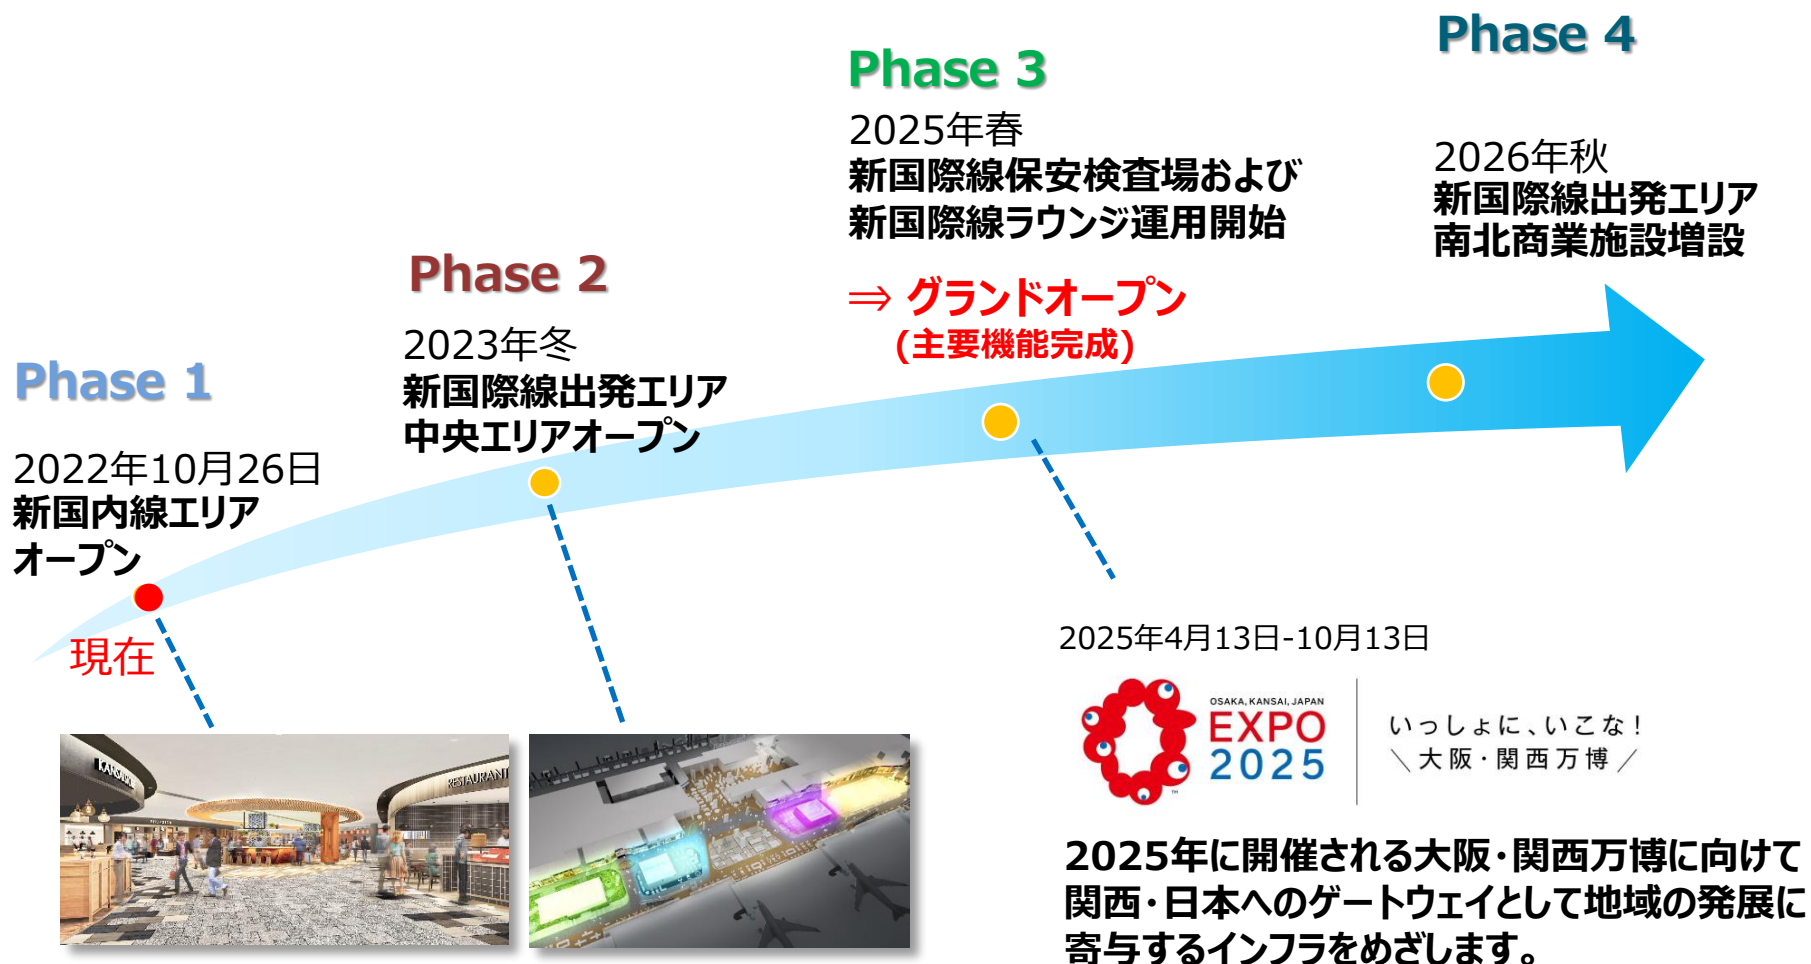 Phase 1
2022年10月26日
新国内線エリア
オープン
現在
Phase 2
2023年冬
新国際線出発エリア
中央エリアオープン
Phase 3
2025年春
新国際線保安検査場および
新国際線ラウンジ運用開始
⇒ グランドオープン
(主要機能完成)
Phase 4
2026年秋
新国際線出発エリア
南北商業施設増設
RESTAURANT
2025年4月13日-10月13日
OSAKA, KANSAI, JAPAN
EXPO
2025
TM
いっしょに、いこな！
＼大阪・関西万博／
2025年に開催される大阪・関西万博に向けて
関西・日本へのゲートウェイとして地域の発展に
寄与するインフラをめざします。